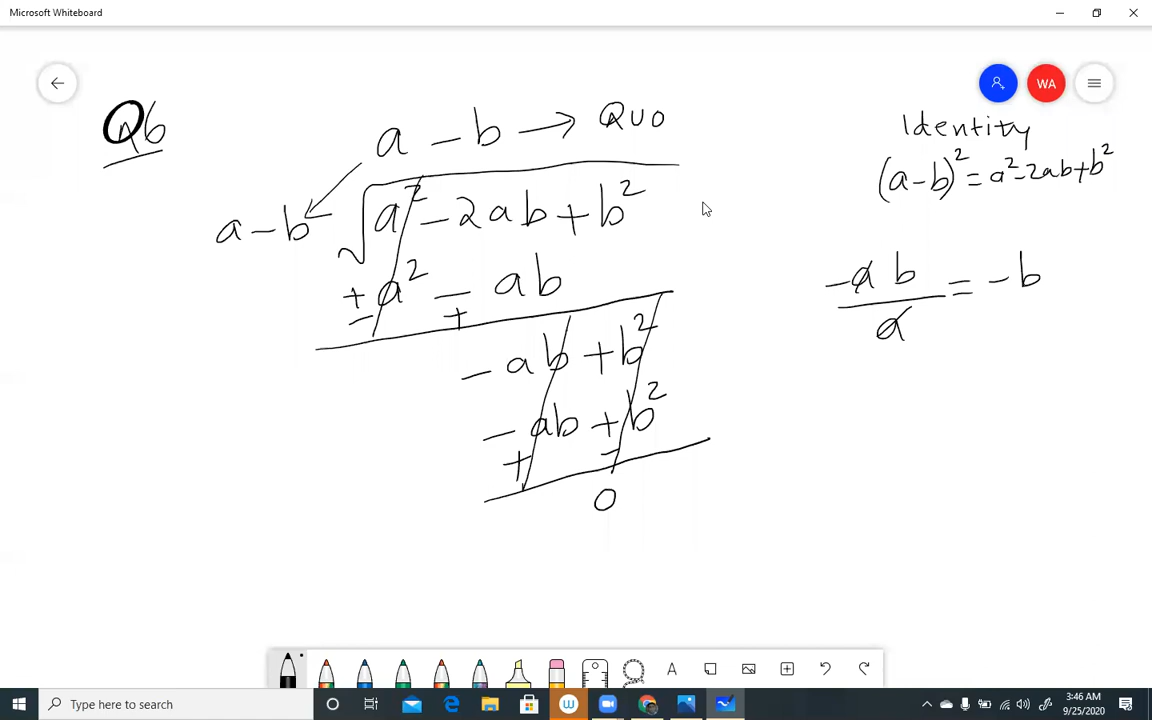 Microsoft Whiteboard
WA
Q6
a - b → QUO
a - b √ a² - 2ab + b²
± a² - ab
- +
- ab + b²
- ab + b²
+ -
0
Identity
(a - b)² = a² - 2ab + b²
-ab / a = - b
A
Type here to search
3:46 AM
9/25/2020